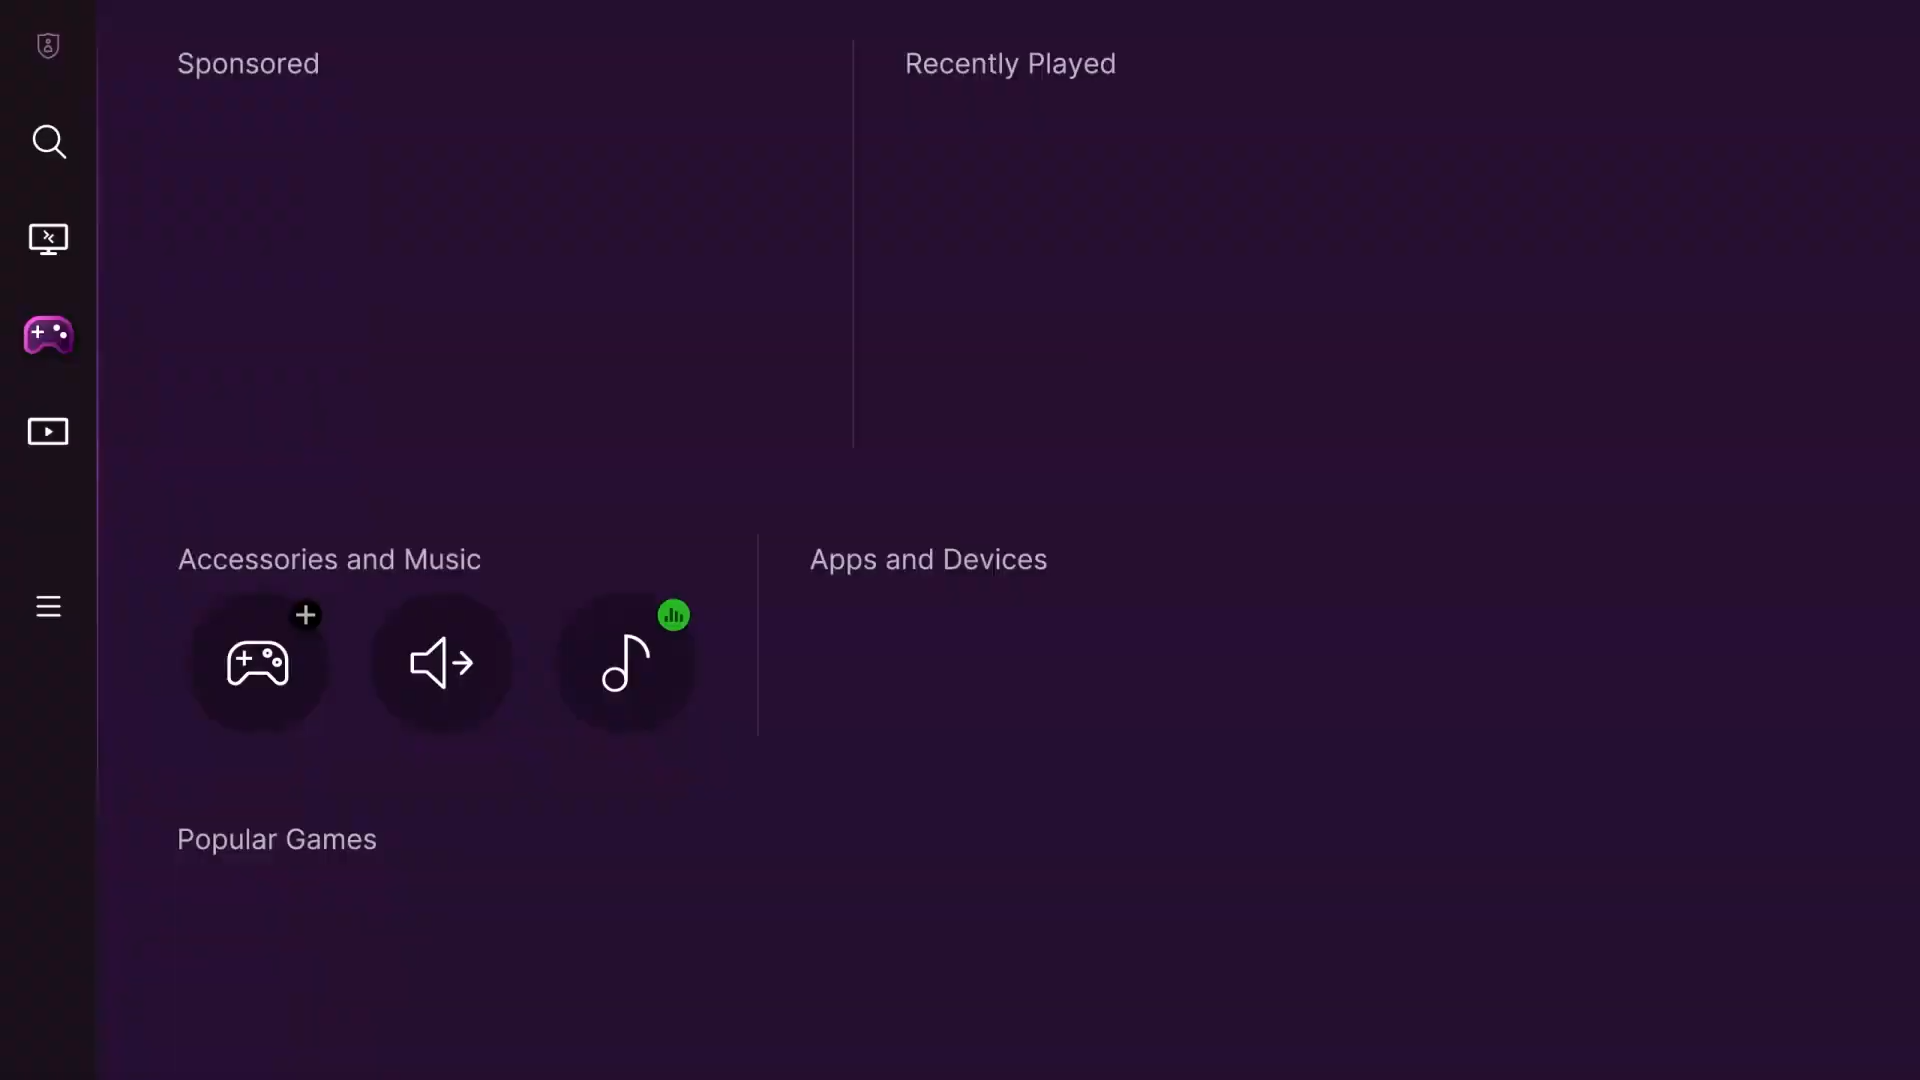 Sponsored
Recently Played
Accessories and Music
Apps and Devices
Popular Games